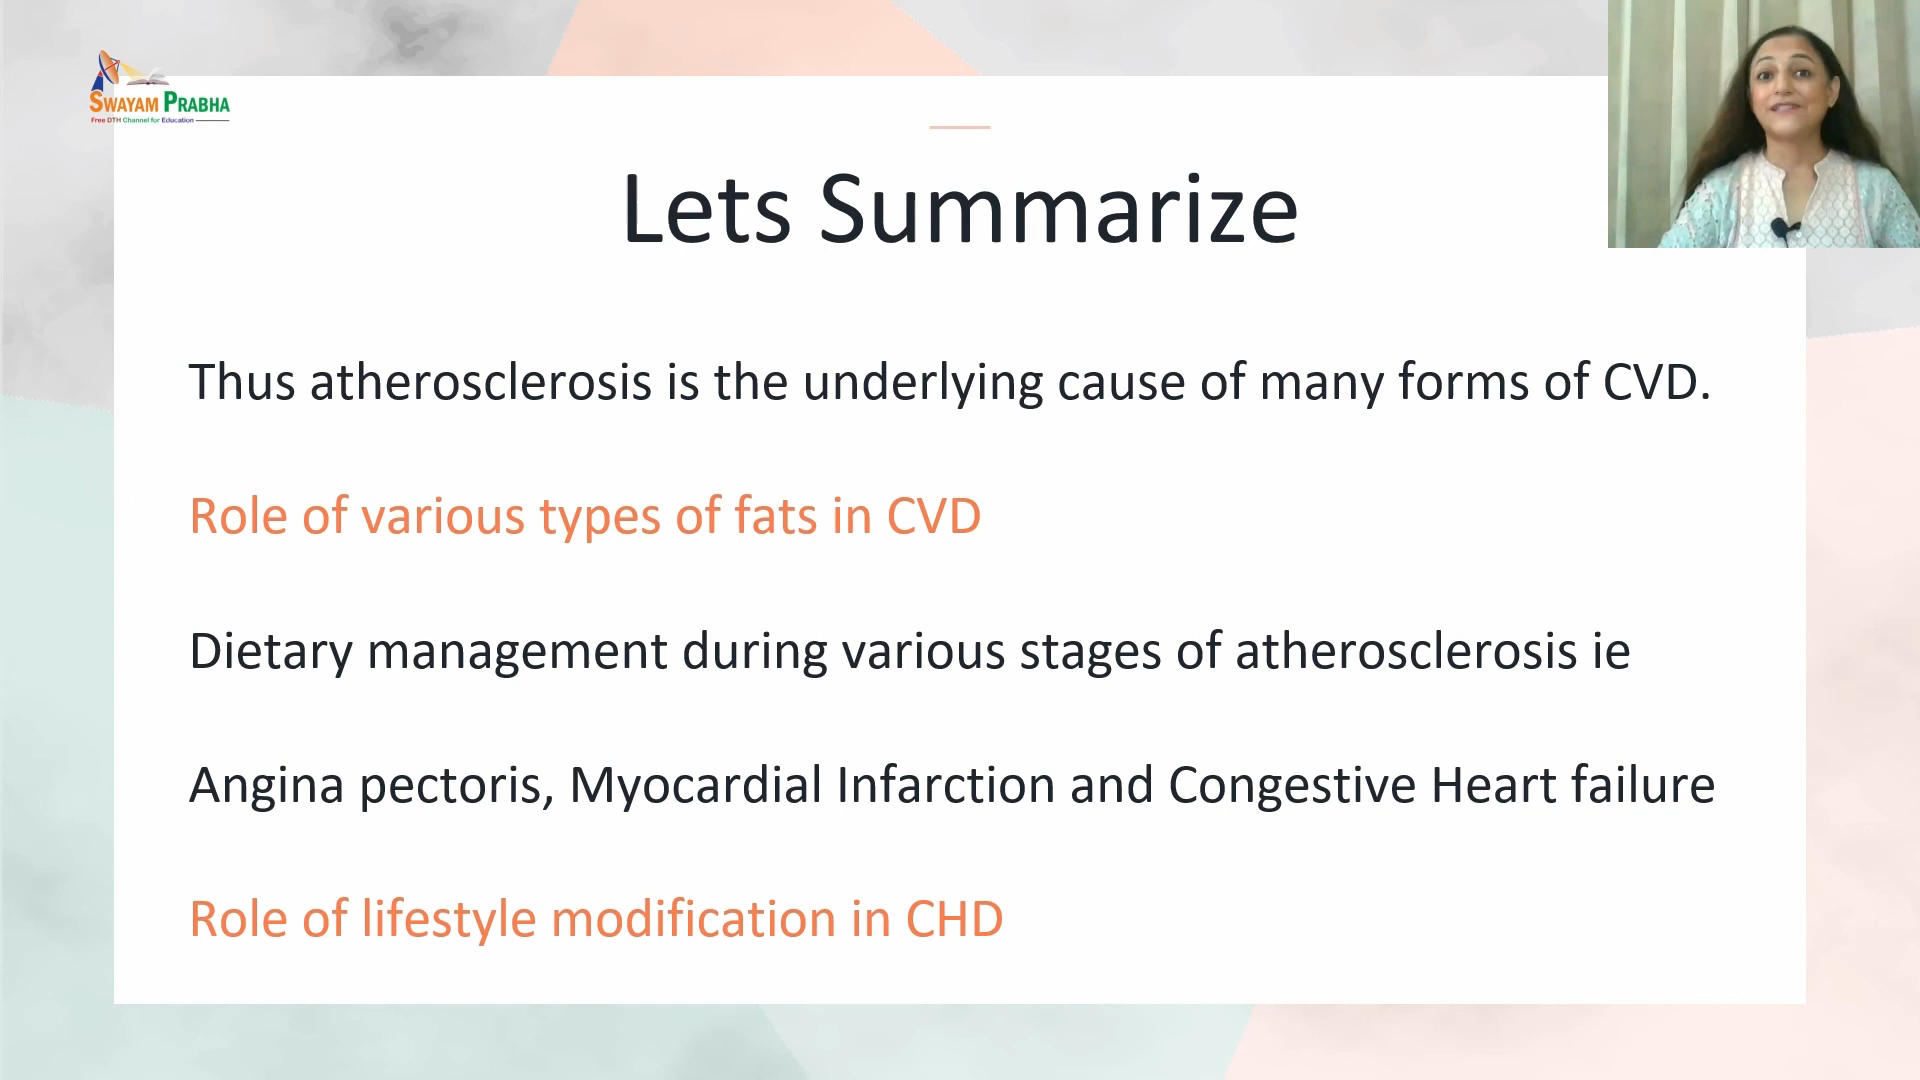 SWAYAM PRABHA
Free DTH Channel for Education
Lets Summarize
Thus atherosclerosis is the underlying cause of many forms of CVD.
Role of various types of fats in CVD
Dietary management during various stages of atherosclerosis ie
Angina pectoris, Myocardial Infarction and Congestive Heart failure
Role of lifestyle modification in CHD